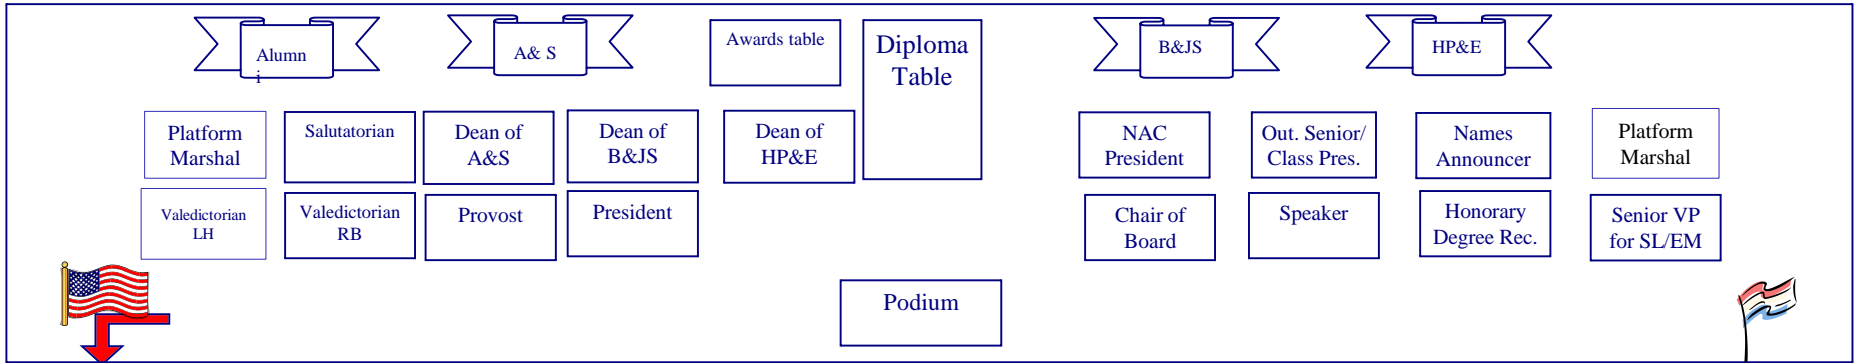 Alumn
i
A& S
Awards table
Diploma
Table
B&JS
HP&E
Platform
Marshal
Salutatorian
Dean of
A&S
Dean of
B&JS
Dean of
HP&E
NAC
President
Out. Senior/
Class Pres.
Names
Announcer
Platform
Marshal
Valedictorian
LH
Valedictorian
RB
Provost
President
Chair of
Board
Speaker
Honorary
Degree Rec.
Senior VP
for SL/EM
Podium